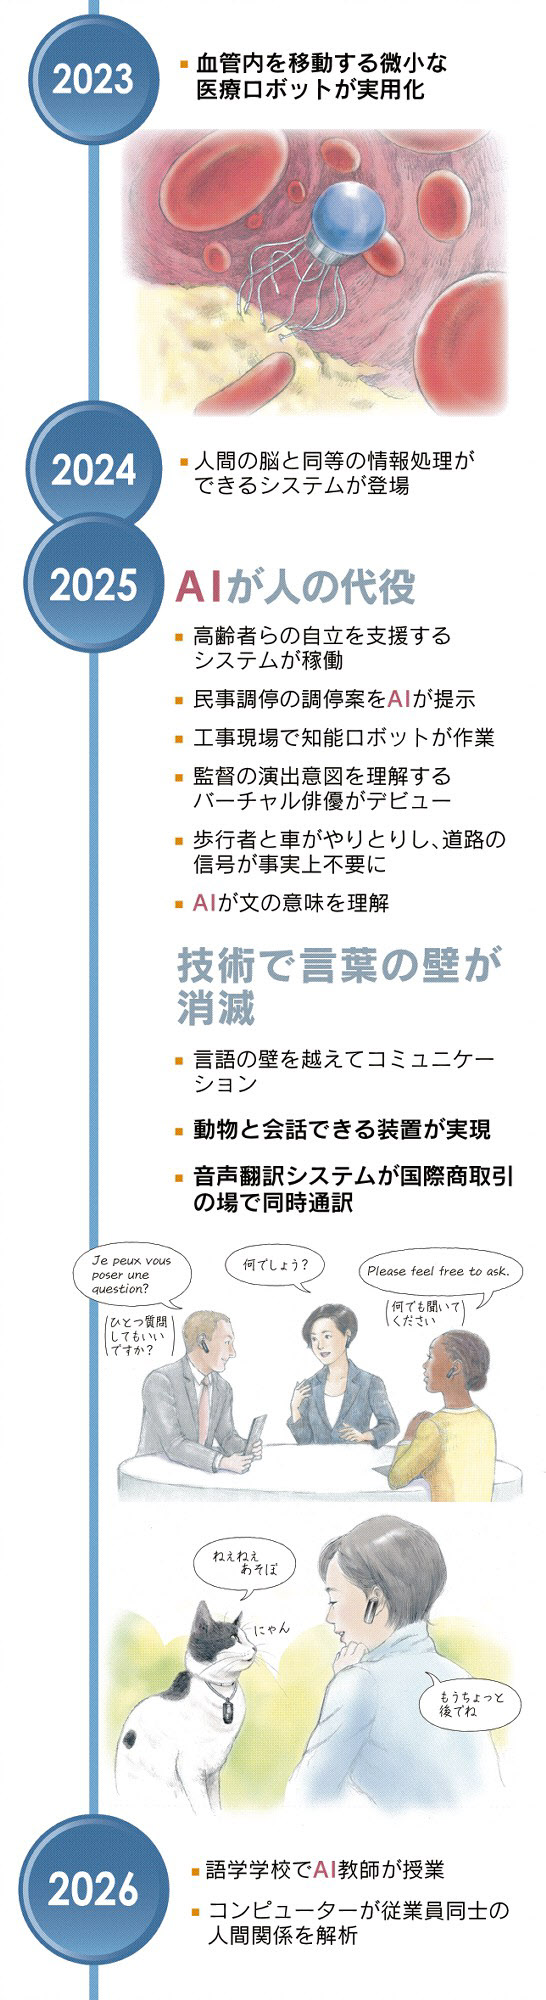 2023
■ 血管内を移動する微小な
医療ロボットが実用化
2024
■ 人間の脳と同等の情報処理が
できるシステムが登場
2025
AIが人の代役
■ 高齢者らの自立を支援する
システムが稼働
■ 民事調停の調停案をAIが提示
■ 工事現場で知能ロボットが作業
■ 監督の演出意図を理解する
バーチャル俳優がデビュー
■ 歩行者と車がやりとりし、道路の
信号が事実上不要に
■ AIが文の意味を理解
技術で言葉の壁が
消滅
■ 言語の壁を越えてコミュニケー
ション
■ 動物と会話できる装置が実現
■ 音声翻訳システムが国際商取引
の場で同時通訳
Je peux vous
poser une
question?
(ひとつ質問
してもいい
ですか？)
何でしょう？
Please feel free to ask.
(何でも聞いて
ください)
ねえねえ
あそぼ
にゃん
もうちょっと
後でね
2026
■ 語学学校でAI教師が授業
■ コンピューターが従業員同士の
人間関係を解析